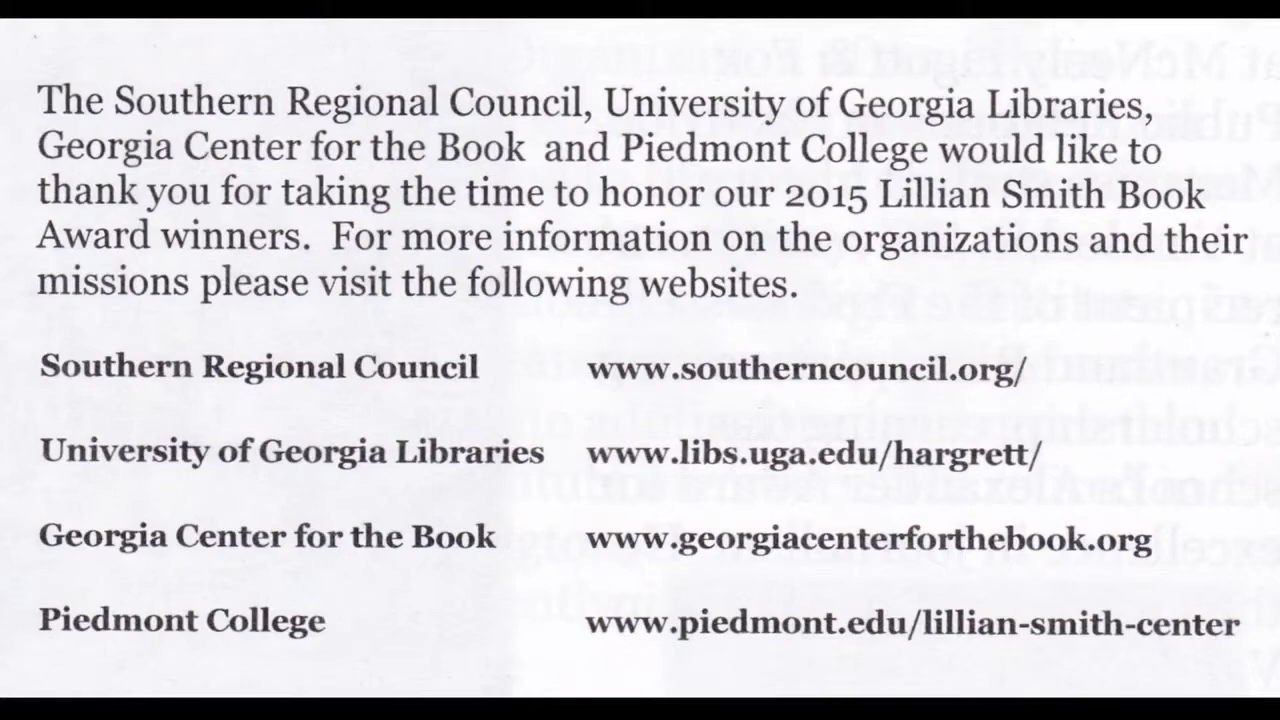 The Southern Regional Council, University of Georgia Libraries,
Georgia Center for the Book and Piedmont College would like to
thank you for taking the time to honor our 2015 Lillian Smith Book
Award winners. For more information on the organizations and their
missions please visit the following websites.
Southern Regional Council www.southerncouncil.org/
University of Georgia Libraries www.libs.uga.edu/hargrett/
Georgia Center for the Book www.georgiacenterforthebook.org
Piedmont College www.piedmont.edu/lillian-smith-center